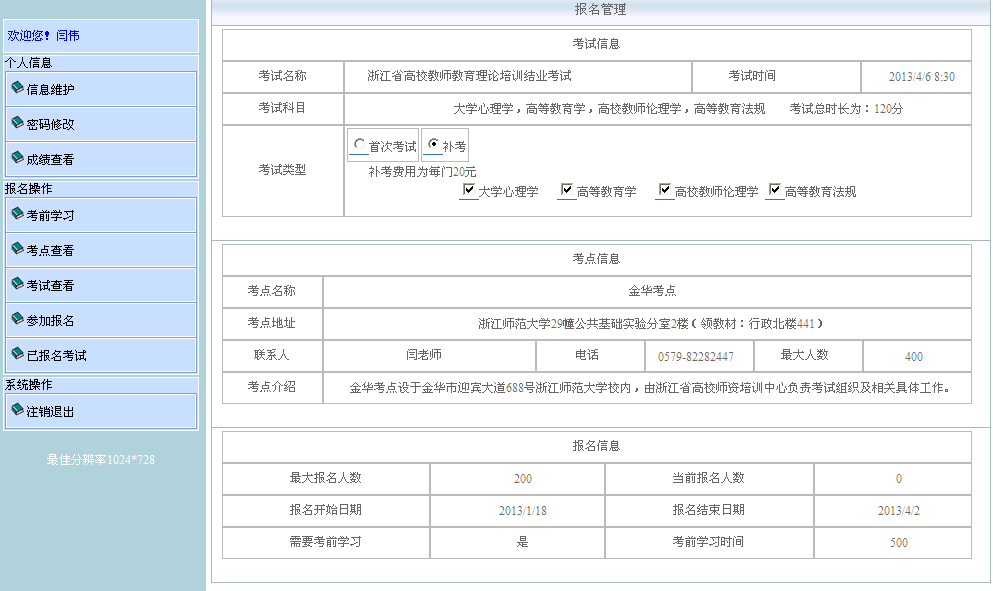 欢迎您! 闫伟
个人信息
信息维护
密码修改
成绩查看
报名操作
考前学习
考点查看
考试查看
参加报名
已报名考试
系统操作
注销退出
最佳分辨率1024*728
报名管理
考试信息
考试名称 浙江省高校教师教育理论培训结业考试 考试时间 2013/4/6 8:30
考试科目 大学心理学,高等教育学,高校教师伦理学,高等教育法规 考试总时长为:120分
考试类型 首次考试 补考
补考费用为每门20元
大学心理学 高等教育学 高校教师伦理学 高等教育法规
考点信息
考点名称 金华考点
考点地址 浙江师范大学29幢公共基础实验分室2楼(领教材:行政北楼441)
联系人 闫老师 电话 0579-82282447 最大人数 400
考点介绍 金华考点设于金华市迎宾大道688号浙江师范大学校内,由浙江省高校师资培训中心负责考试组织及相关具体工作。
报名信息
最大报名人数 200 当前报名人数 0
报名开始日期 2013/1/18 报名结束日期 2013/4/2
需要考前学习 是 考前学习时间 500